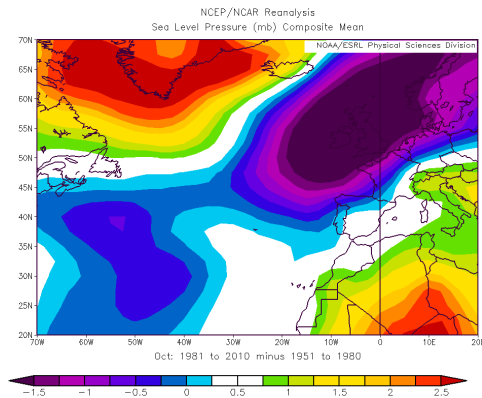 NCEP/NCAR Reanalysis
Sea Level Pressure (mb) Composite Mean
NOAA/ESRL Physical Sciences Division
70N
65N
60N
55N
50N
45N
40N
35N
30N
25N
20N
70W 60W 50W 40W 30W 20W 10W 0 10E 20E
Oct: 1981 to 2010 minus 1951 to 1980
−1.5 −1 −0.5 0 0.5 1 1.5 2 2.5